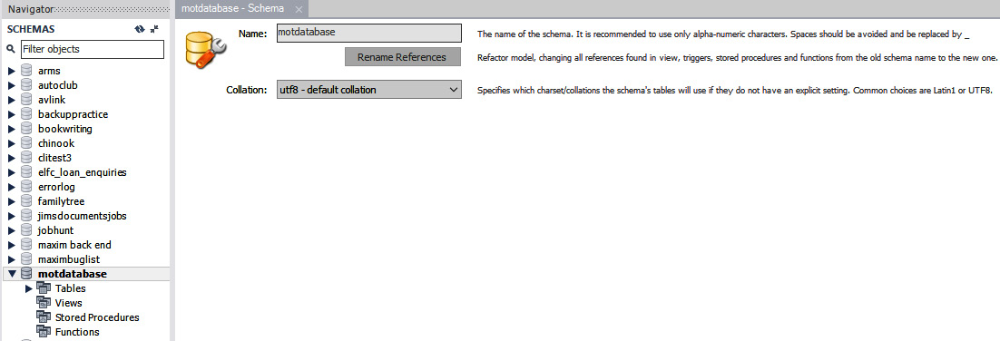 Navigator
SCHEMAS
Filter objects
arms
autoclub
avlink
backuppractice
bookwriting
chinook
clitest3
elfc_loan_enquiries
errorlog
familytree
jimsdocumentsjobs
jobhunt
maxim back end
maximbuglist
motdatabase
Tables
Views
Stored Procedures
Functions
motdatabase - Schema
Name: motdatabase The name of the schema. It is recommended to use only alpha-numeric characters. Spaces should be avoided and be replaced by _
Rename References Refactor model, changing all references found in view, triggers, stored procedures and functions from the old schema name to the new one.
Collation: utf8 - default collation Specifies which charset/collations the schema's tables will use if they do not have an explicit setting. Common choices are Latin1 or UTF8.